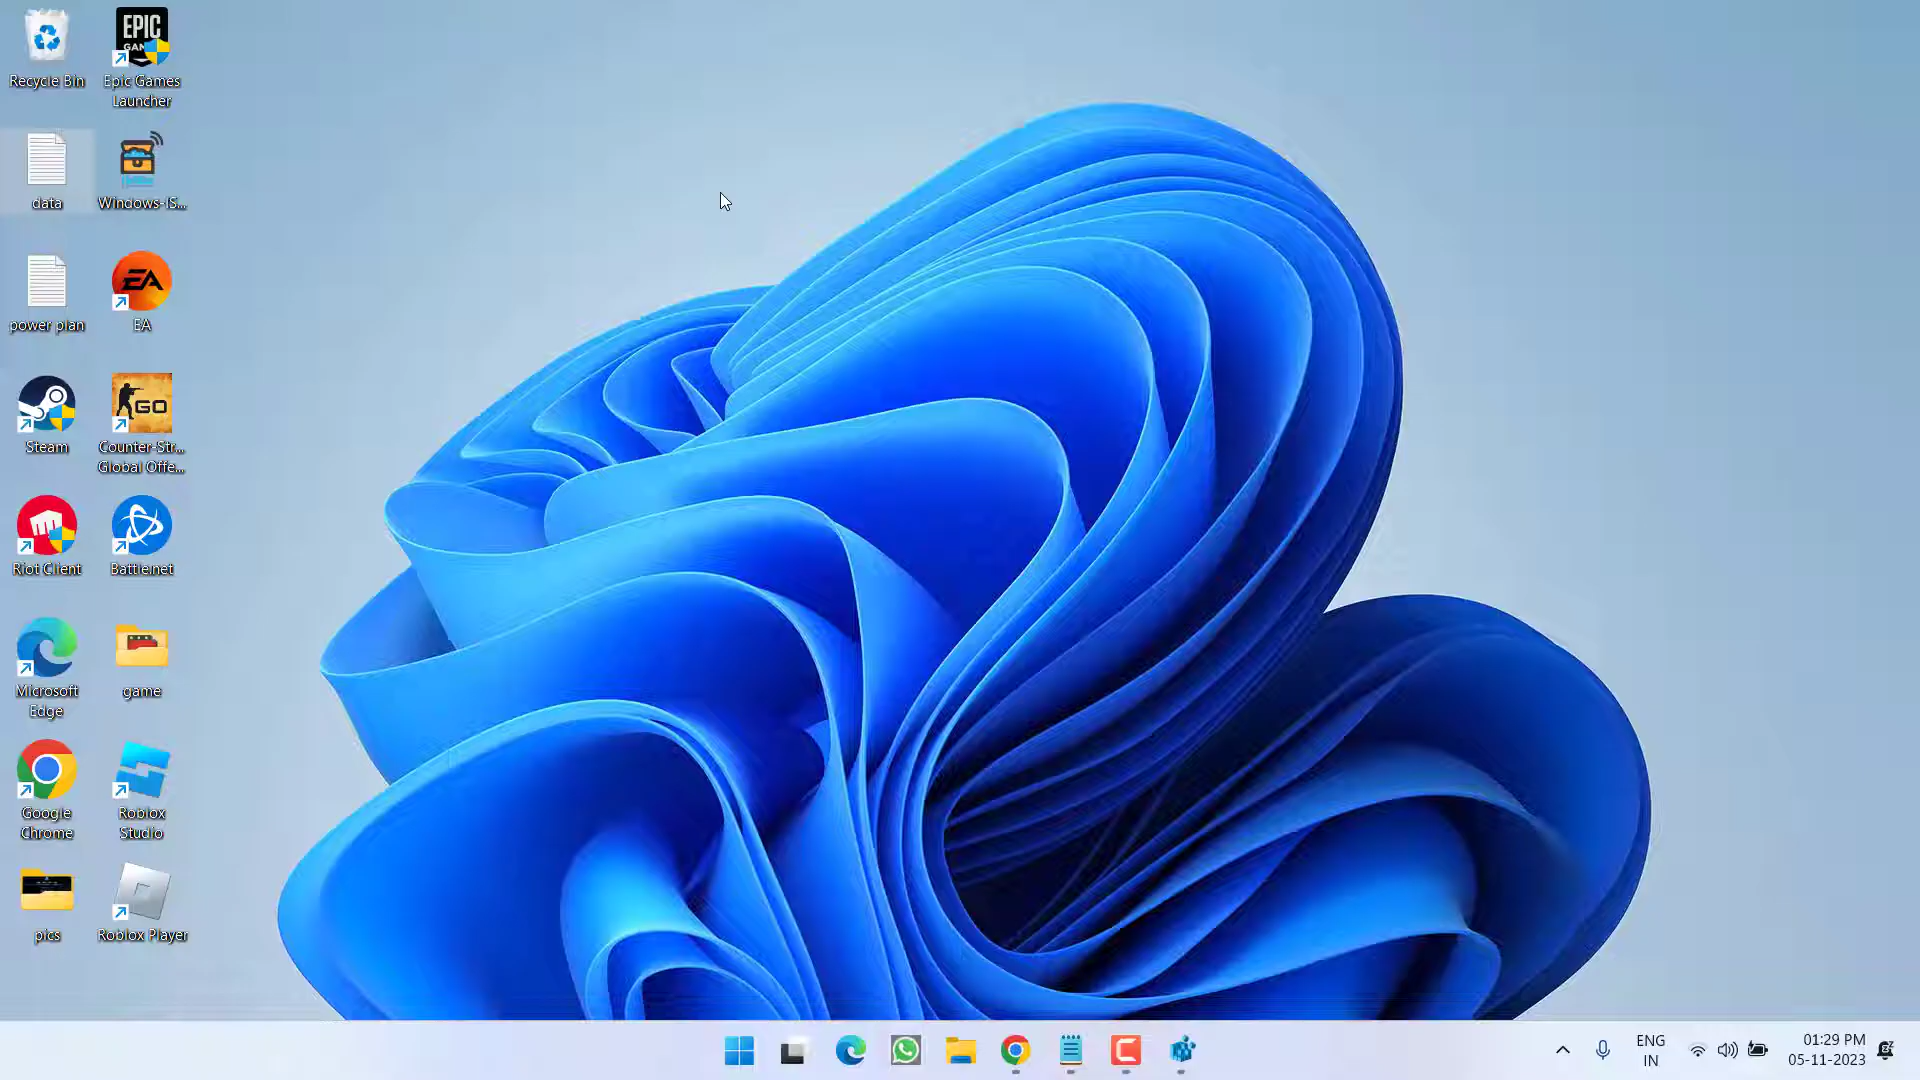 Recycle Bin
EPIC
GAMES
Epic Games
Launcher
data
Windows-IS...
power plan
EA
EA
Steam
GO
Counter-Str...
Global Offe...
Riot Client
Battle.net
Microsoft
Edge
game
Google
Chrome
Roblox
Studio
pics
Roblox Player
ENG
IN
01:29 PM
05-11-2023